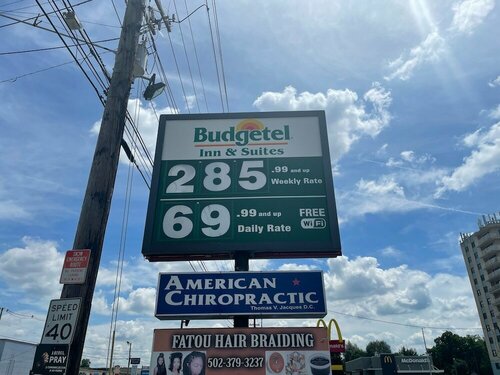 Budgetel
Inn & Suites
285.99 and up
Weekly Rate
69.99 and up
Daily Rate
FREE
WiFi
AMERICAN
CHIROPRACTIC
Thomas V. Jacques D.C.
FATOU HAIR BRAIDING
502-379-3237
SPEED
LIMIT
40
PRAY
McDonald's